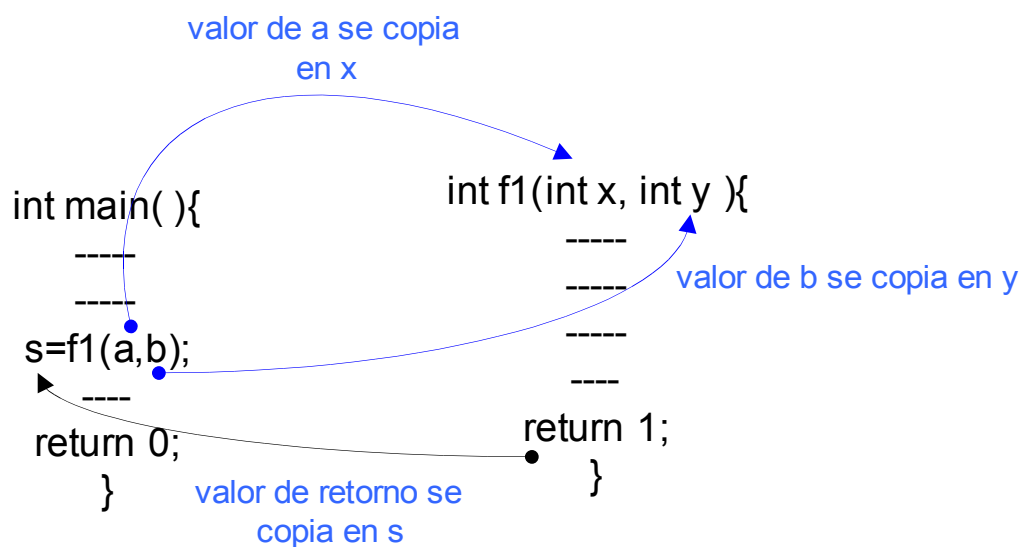 valor de a se copia
en x
int main( ){
-----
-----
s=f1(a,b);
----
return 0;
}
int f1(int x, int y ){
-----
-----
-----
----
return 1;
}
valor de b se copia en y
valor de retorno se
copia en s